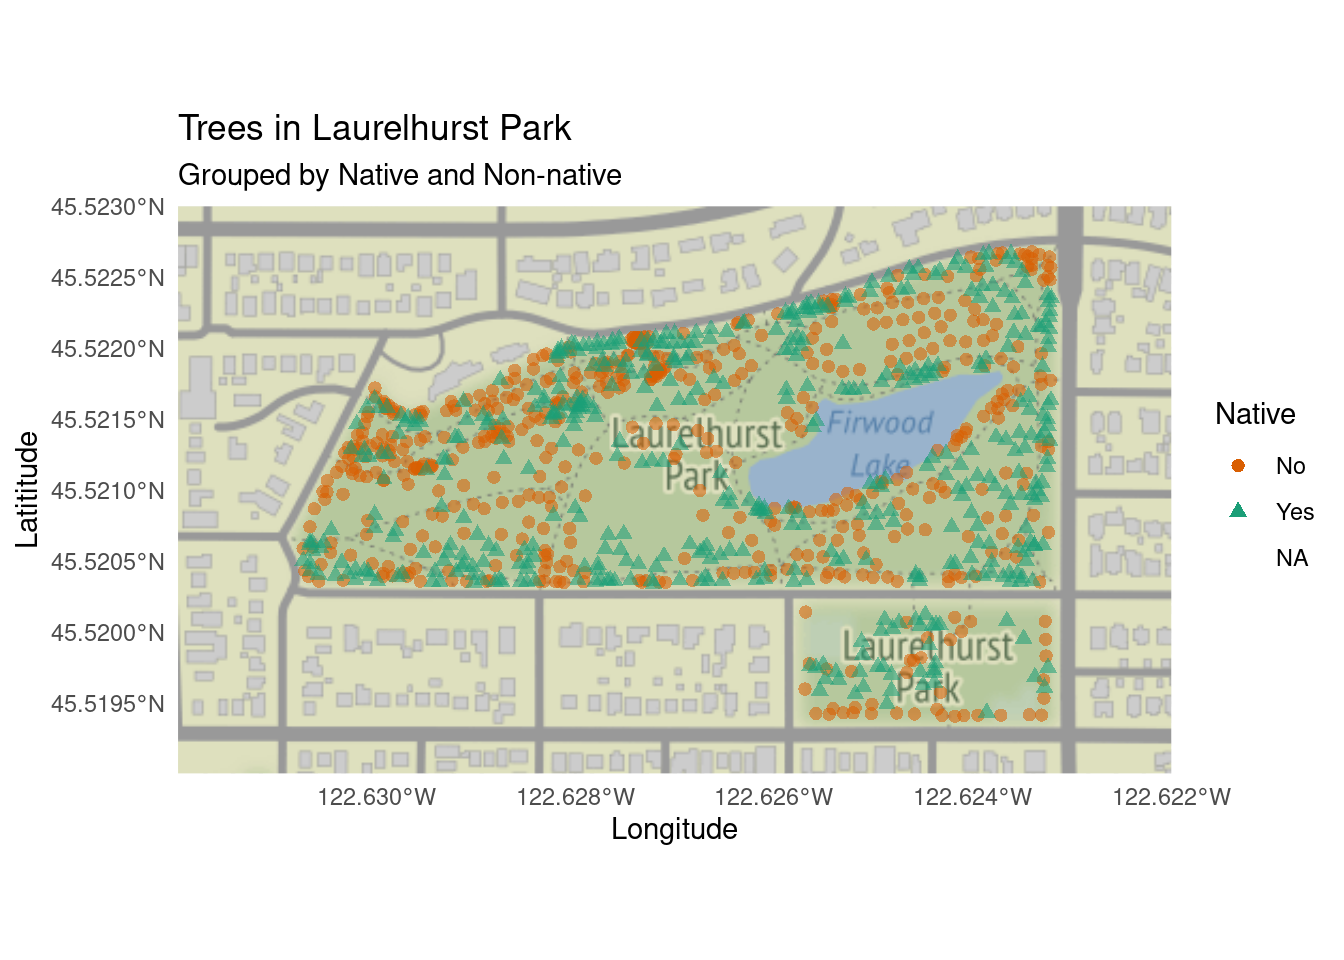 Trees in Laurelhurst Park
Grouped by Native and Non-native
45.5230°N
45.5225°N
45.5220°N
45.5215°N
45.5210°N
45.5205°N
45.5200°N
45.5195°N
Latititude
Laurelhurst
Park
Firwood
Lake
Laurelhurst
Park
Native
No
Yes
NA
122.630°W 122.628°W 122.626°W 122.624°W 122.622°W
Longitude